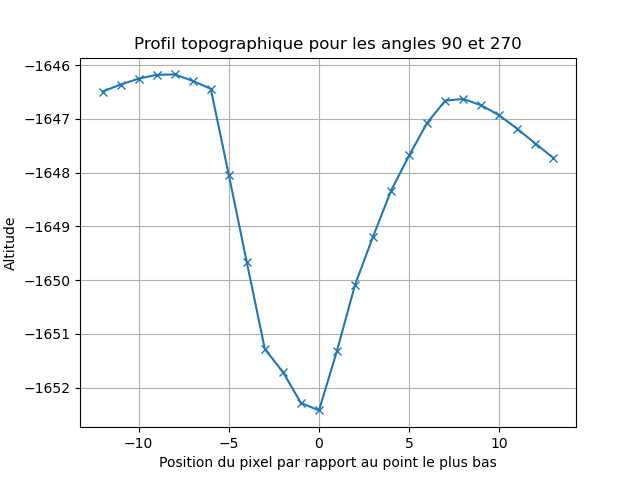 Profil topographique pour les angles 90 et 270
−1646
−1647
−1648
−1649
−1650
−1651
−1652
Altitude
−10 −5 0 5 10
Position du pixel par rapport au point le plus bas